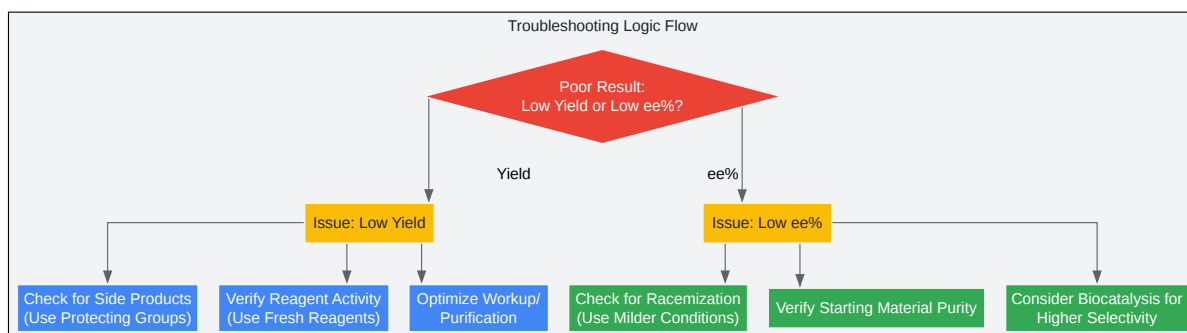 Troubleshooting Logic Flow
Poor Result:
Low Yield or Low ee%?
Yield
ee%
Issue: Low Yield
Issue: Low ee%
Check for Side Products
(Use Protecting Groups)
Verify Reagent Activity
(Use Fresh Reagents)
Optimize Workup/
Purification
Check for Racemization
(Use Milder Conditions)
Verify Starting Material Purity
Consider Biocatalysis for
Higher Selectivity